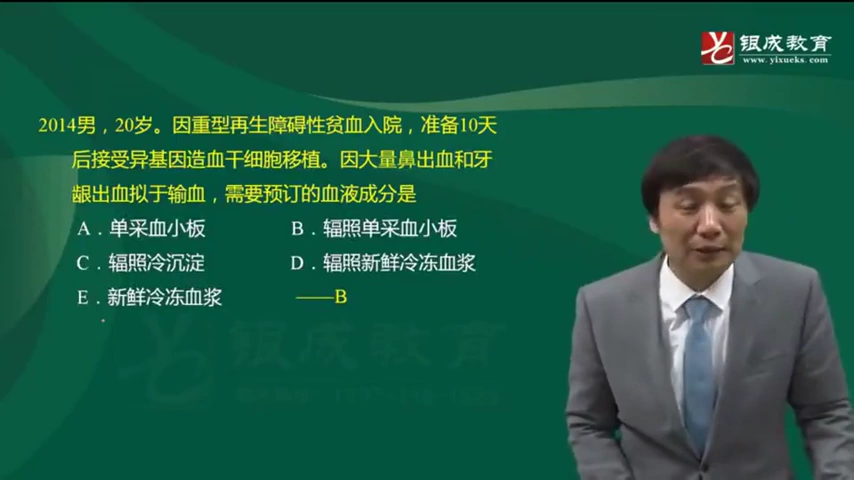 银成教育
www.yixueks.com
2014男，20岁。因重型再生障碍性贫血入院，准备10天
后接受异基因造血干细胞移植。因大量鼻出血和牙
龈出血拟于输血，需要预订的血液成分是
A．单采血小板 B．辐照单采血小板
C．辐照冷沉淀 D．辐照新鲜冷冻血浆
E．新鲜冷冻血浆 ——B
银成教育